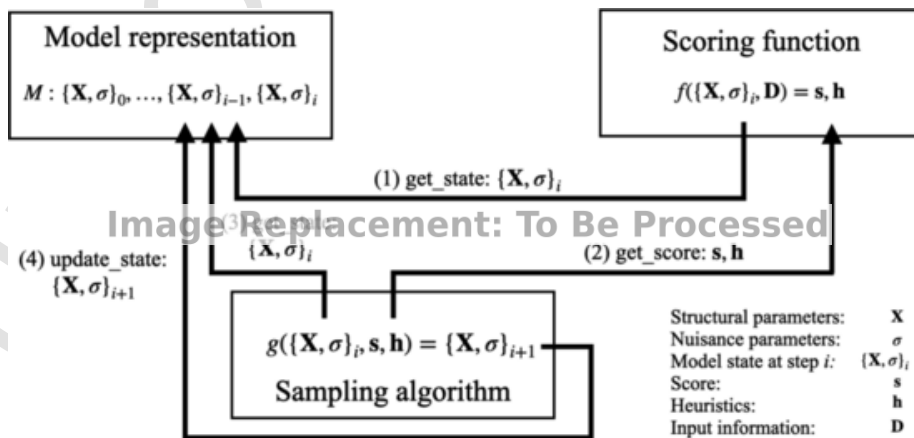 Model representation
M : {X, σ}₀, …, {X, σ}ᵢ₋₁, {X, σ}ᵢ
Scoring function
f({X, σ}ᵢ, D) = s, h
(1) get_state: {X, σ}ᵢ
Image Replacement: To Be Processed
(3)
{X, σ}ᵢ
(2) get_score: s, h
(4) update_state:
{X, σ}ᵢ₊₁
g({X, σ}ᵢ, s, h) = {X, σ}ᵢ₊₁
Sampling algorithm
Structural parameters: X
Nuisance parameters: σ
Model state at step i: {X, σ}ᵢ
Score: s
Heuristics: h
Input information: D